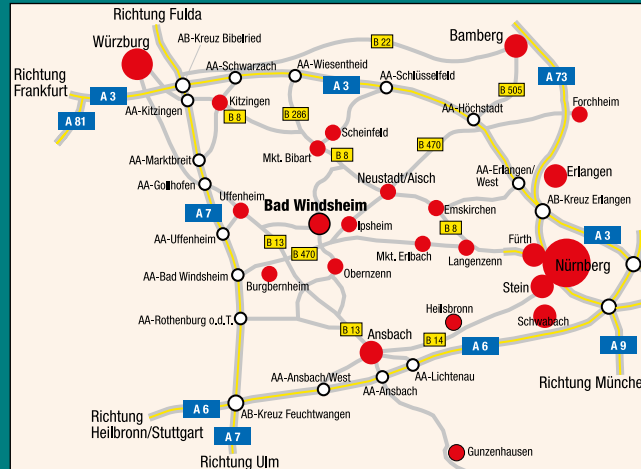 Richtung Fulda
AB-Kreuz Bibelried
Würzburg
B 22
Bamberg
Richtung
Frankfurt
AA-Schwarzach
AA-Wiesentheid
A 3
A 3
AA-Schlüsselfeld
A 73
B 505
A 81
AA-Kitzingen
Kitzingen
B 8
B 286
Scheinfeld
AA-Höchstadt
Forchheim
Mkt. Bibart
B 8
B 470
AA-Marktbreit
AA-Gollhofen
Uffenheim
Neustadt/Aisch
AA-Erlangen/
West
Erlangen
A 7
Bad Windsheim
Emskirchen
AB-Kreuz Erlangen
AA-Uffenheim
B 13
Ipsheim
B 8
Fürth
A 3
B 470
Mkt. Erlbach
Langenzenn
Nürnberg
AA-Bad Windsheim
Burgbernheim
Obernzenn
Stein
Heilsbronn
AA-Rothenburg o.d.T.
B 13
Ansbach
B 14
Schwabach
A 6
A 9
AA-Ansbach/West
AA-Lichtenau
AA-Ansbach
Richtung Münche
Richtung
Heilbronn/Stuttgart
A 6
AB-Kreuz Feuchtwangen
A 7
Richtung Ulm
Gunzenhausen